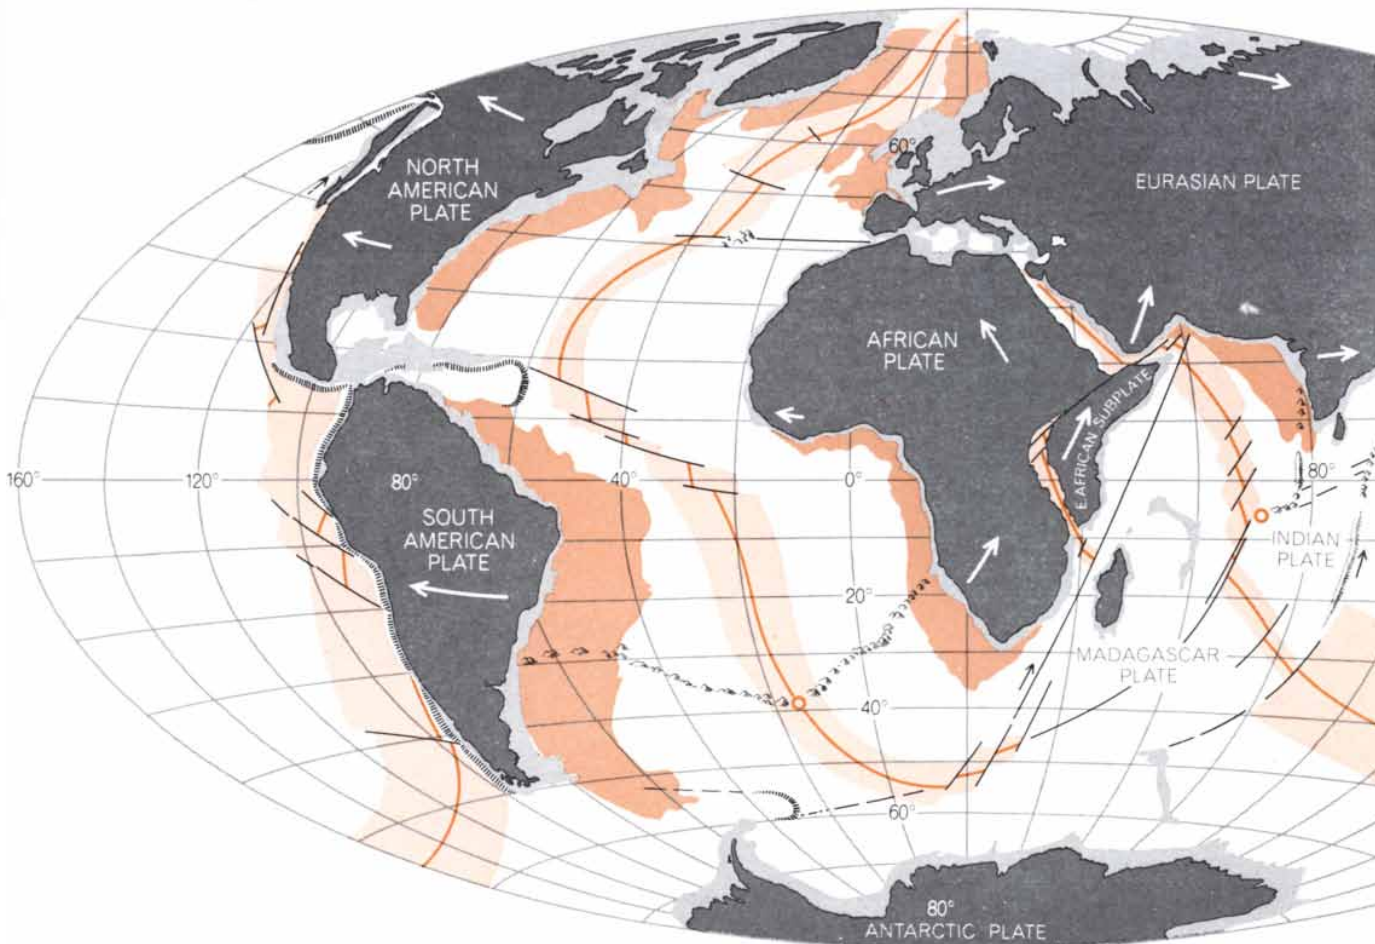 60°
NORTH
AMERICAN
PLATE
EURASIAN PLATE
AFRICAN
PLATE
E. AFRICAN SUBPLATE
160°
120°
80°
40°
0°
80°
SOUTH
AMERICAN
PLATE
INDIAN
PLATE
20°
MADAGASCAR
PLATE
40°
60°
80°
ANTARCTIC PLATE